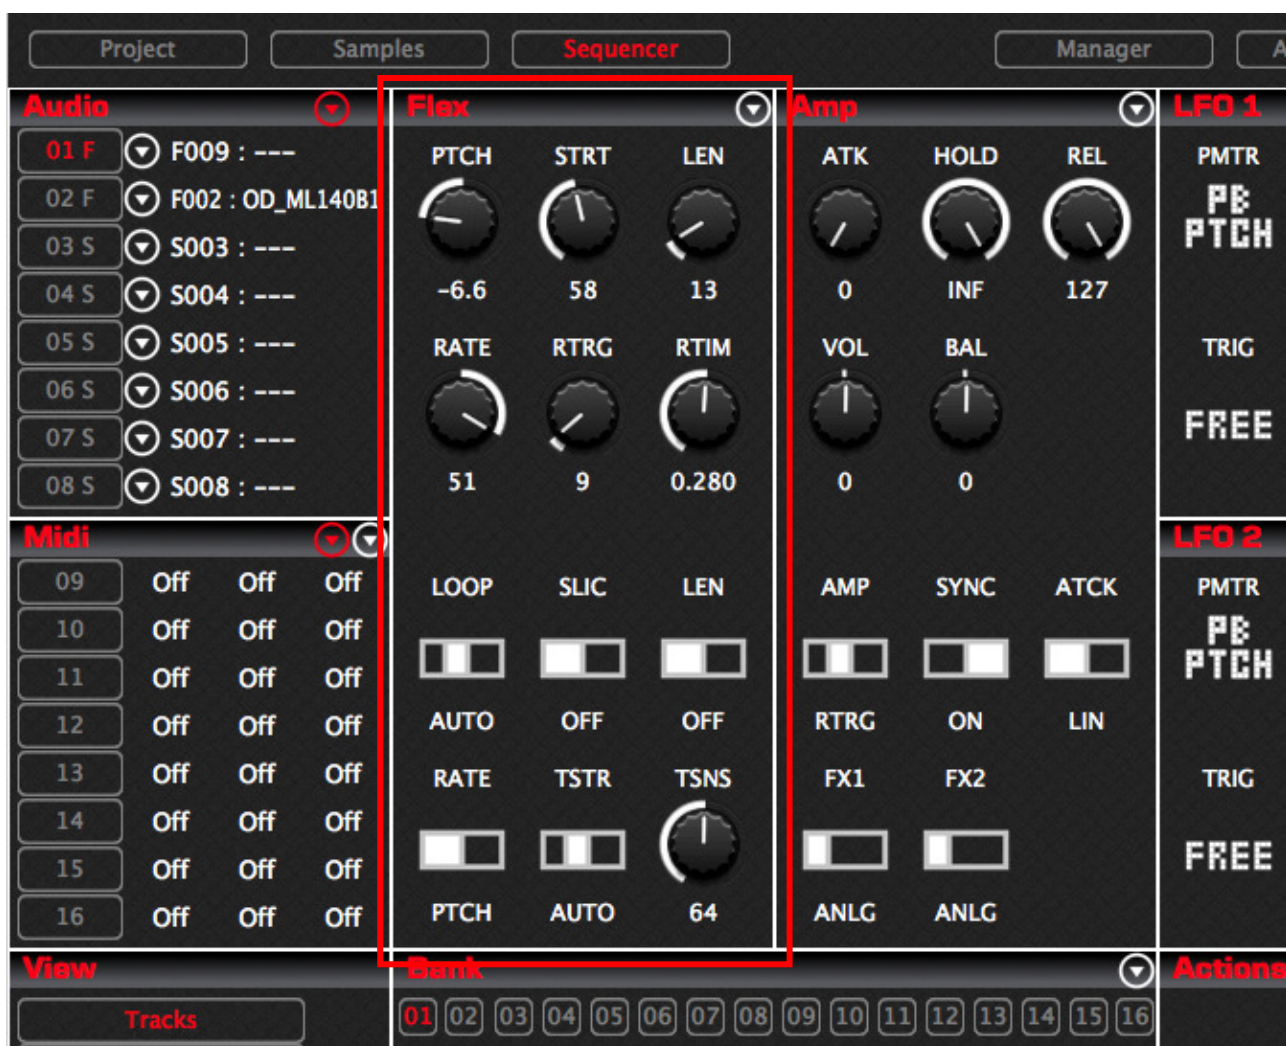 Project Samples Sequencer Manager A
Audio
01 F F009 : ---
02 F F002 : OD_ML140B1
03 S S003 : ---
04 S S004 : ---
05 S S005 : ---
06 S S006 : ---
07 S S007 : ---
08 S S008 : ---
Midi
09 Off Off Off
10 Off Off Off
11 Off Off Off
12 Off Off Off
13 Off Off Off
14 Off Off Off
15 Off Off Off
16 Off Off Off
View
Tracks
Flex
PTCH STRT LEN
-6.6 58 13
RATE RTRG RTIM
51 9 0.280
LOOP SLIC LEN
AUTO OFF OFF
RATE TSTR TSNS
PTCH AUTO 64
Amp
ATK HOLD REL
0 INF 127
VOL BAL
0 0
AMP SYNC ATCK
RTRG ON LIN
FX1 FX2
ANLG ANLG
Bank
01 02 03 04 05 06 07 08 09 10 11 12 13 14 15 16
LFO 1
PMTR
PB
PTCH
TRIG
FREE
LFO 2
PMTR
PB
PTCH
TRIG
FREE
Actions